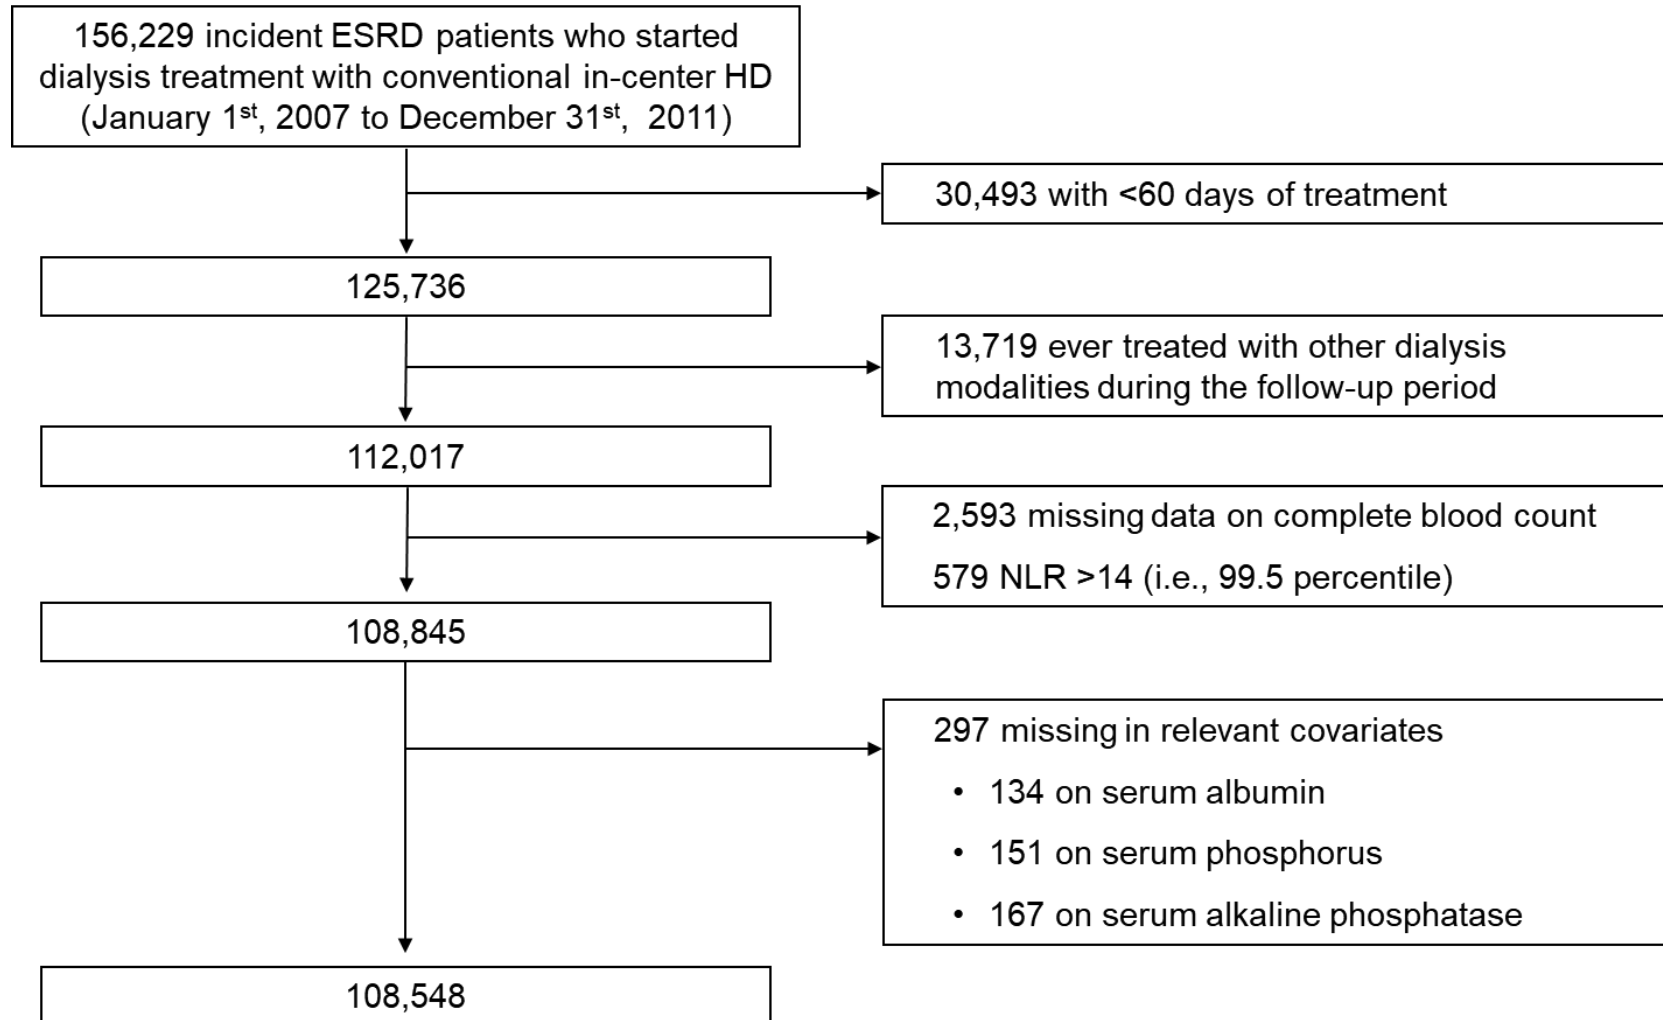 156,229 incident ESRD patients who started
dialysis treatment with conventional in-center HD
(January 1st, 2007 to December 31st, 2011)
30,493 with <60 days of treatment
125,736
13,719 ever treated with other dialysis
modalities during the follow-up period
112,017
2,593 missing data on complete blood count
579 NLR >14 (i.e., 99.5 percentile)
108,845
297 missing in relevant covariates
• 134 on serum albumin
• 151 on serum phosphorus
• 167 on serum alkaline phosphatase
108,548